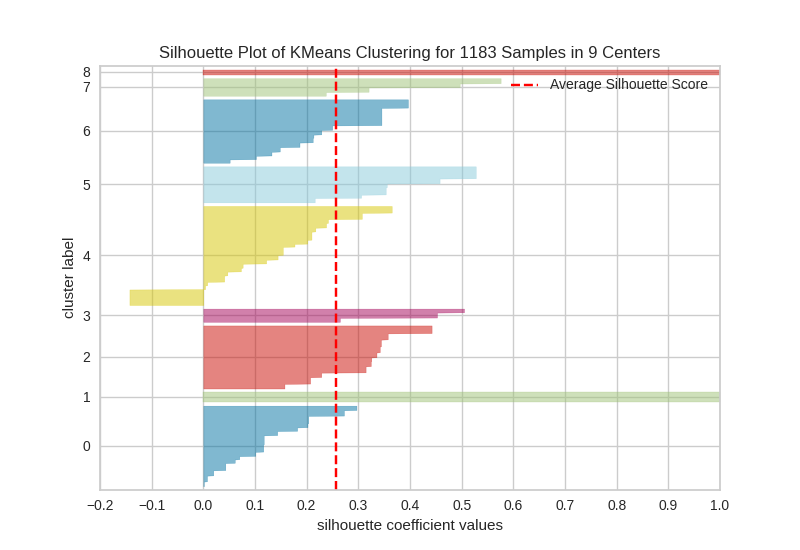 Silhouette Plot of KMeans Clustering for 1183 Samples in 9 Centers
8
7
Average Silhouette Score
6
5
4
3
2
1
0
cluster label
−0.2 −0.1 0.0 0.1 0.2 0.3 0.4 0.5 0.6 0.7 0.8 0.9 1.0
silhouette coefficient values